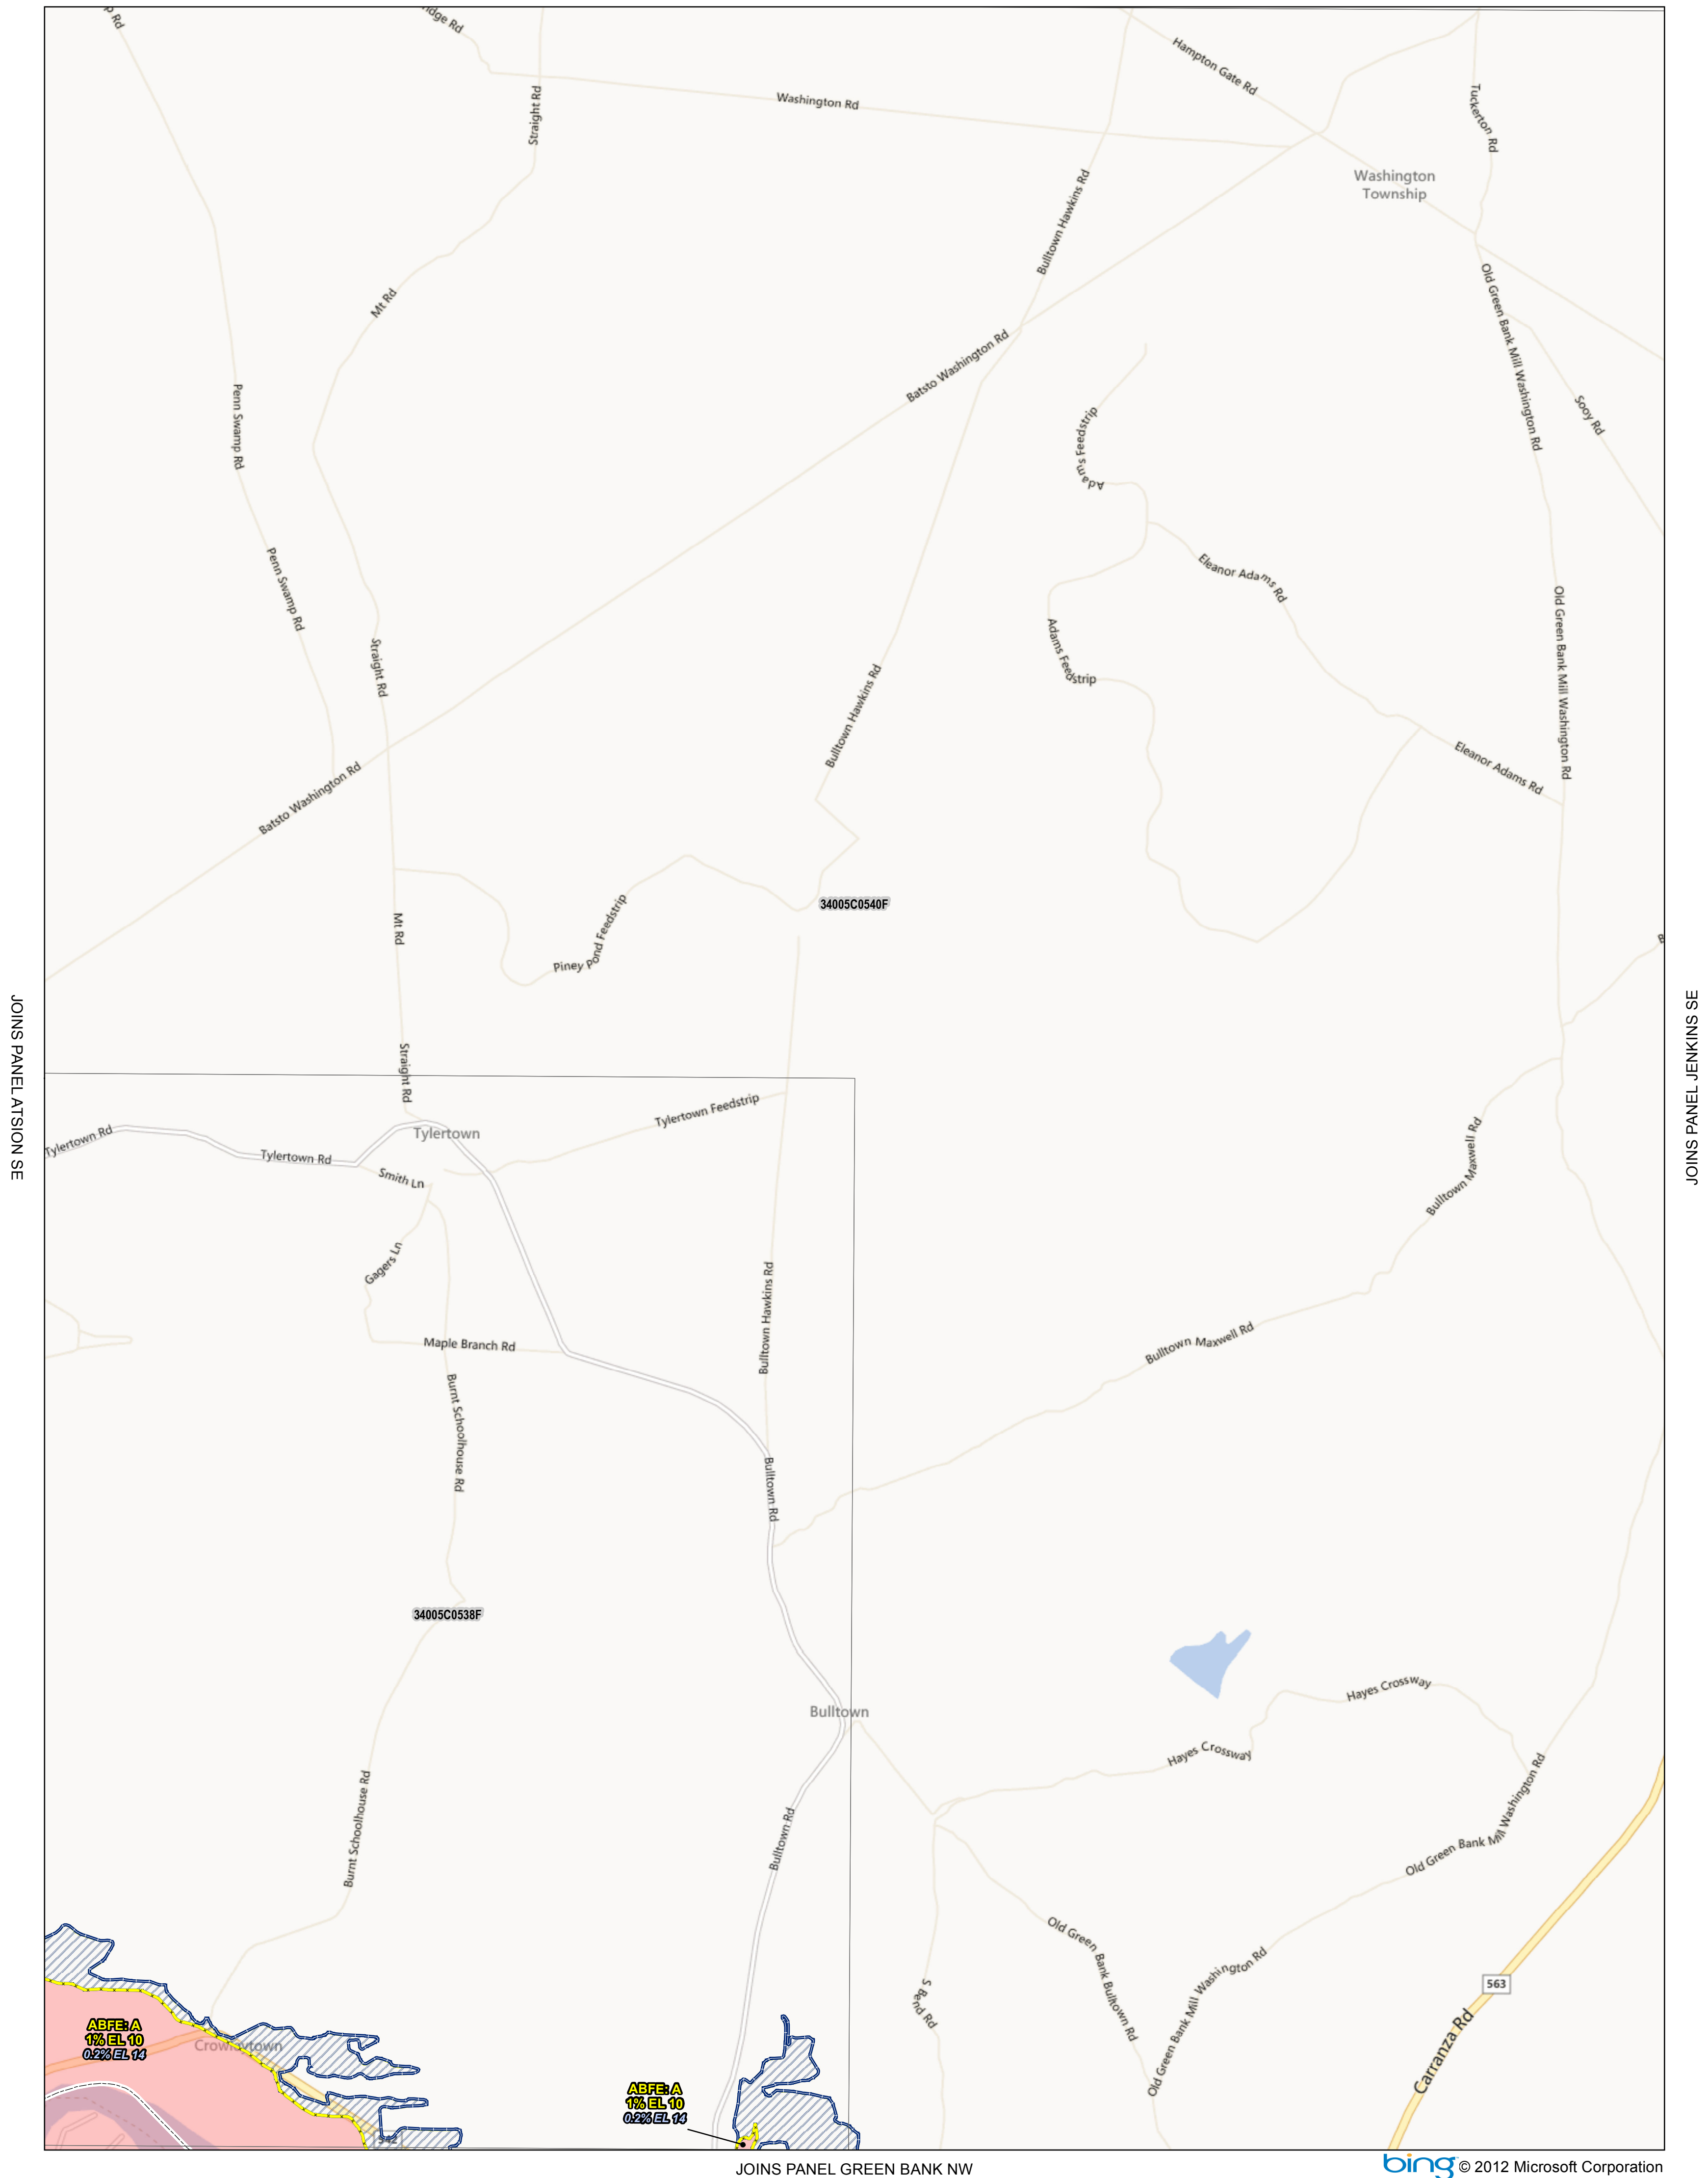 Hampton Gate Rd
Straight Rd
Washington Rd
Tuckerton Rd
Washington
Township
Bulltown Hawkins Rd
Mt Rd
Old Green Bank Mill Washington Rd
Batsto Washington Rd
Penn Swamp Rd
Sooy Rd
Adams Feedstrip
Penn Swamp Rd
Eleanor Adams Rd
Old Green Bank Mill Washington Rd
Adams Feedstrip
Straight Rd
Bulltown Hawkins Rd
Eleanor Adams Rd
Batsto Washington Rd
34005C0540F
Mt Rd
Piney Pond Feedstrip
JOINS PANEL ATSION SE
JOINS PANEL JENKINS SE
Straight Rd
Tylertown Feedstrip
Tylertown Rd
Tylertown
Tylertown Rd
Smith Ln
Bulltown Maxwell Rd
Gagers Ln
Bulltown Hawkins Rd
Maple Branch Rd
Bulltown Maxwell Rd
Burnt Schoolhouse Rd
Bulltown Rd
34005C0538F
Hayes Crossway
Bulltown
Hayes Crossway
Burnt Schoolhouse Rd
Bulltown Rd
Old Green Bank Mill Washington Rd
Old Green Bank Bulltown Rd
Old Green Bank Mill Washington Rd
S Bend Rd
563
Carranza Rd
ABFE: A
1% EL 10
0.2% EL 14
Crowleytown
ABFE: A
1% EL 10
0.2% EL 14
542
JOINS PANEL GREEN BANK NW
bing © 2012 Microsoft Corporation